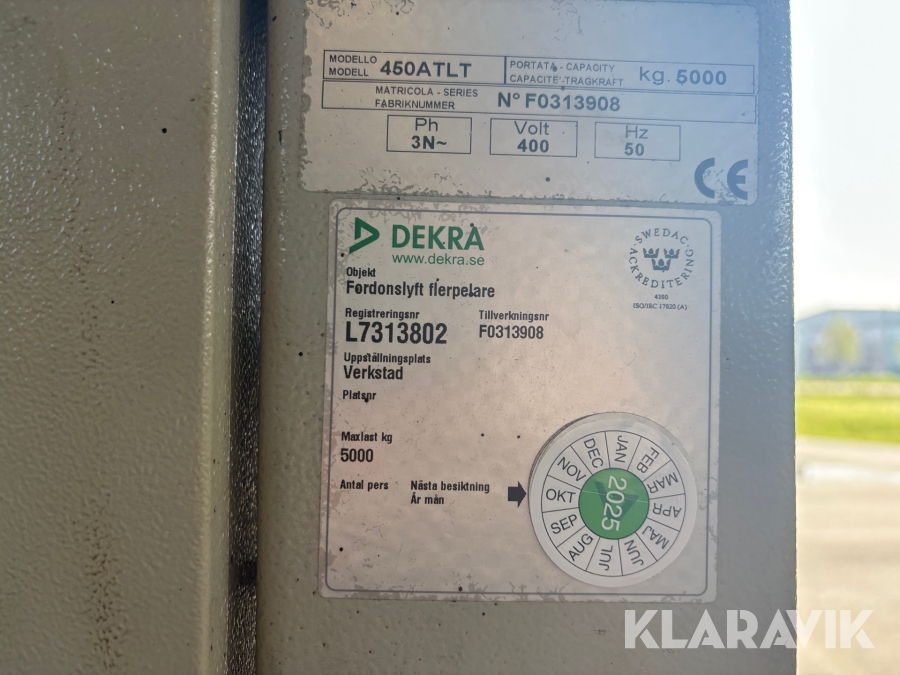 MODELLO
MODELL 450ATLT
PORTATA - CAPACITY
CAPACITE'-TRAGKRAFT kg. 5000
MATRICOLA - SERIES
FABRIKNUMMER N° F0313908
Ph
3N~
Volt
400
Hz
50
CE
DEKRA
www.dekra.se
SWEDAC
ACKREDITERING
4380
ISO/ISC 17020 (A)
Objekt
Fordonslyft flerpelare
Registreringsnr Tillverkningsnr
L7313802 F0313908
Uppställningsplats
Verkstad
Platsnr
Maxlast kg
5000
Antal pers Nästa besiktning
År mån
JAN
FEB
MAR
APR
MAJ
JUN
JUL
AUG
SEP
OKT
NOV
DEC
2025
KLARAVIK